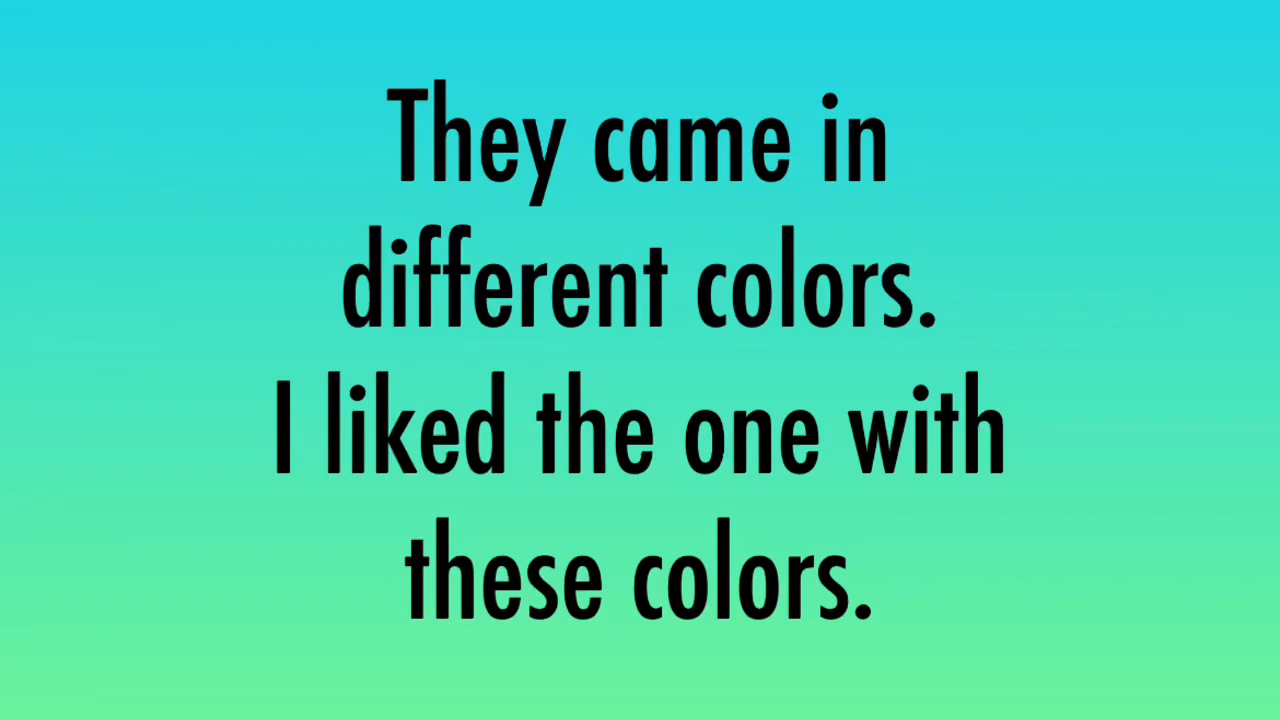 They came in
different colors.
I liked the one with
these colors.